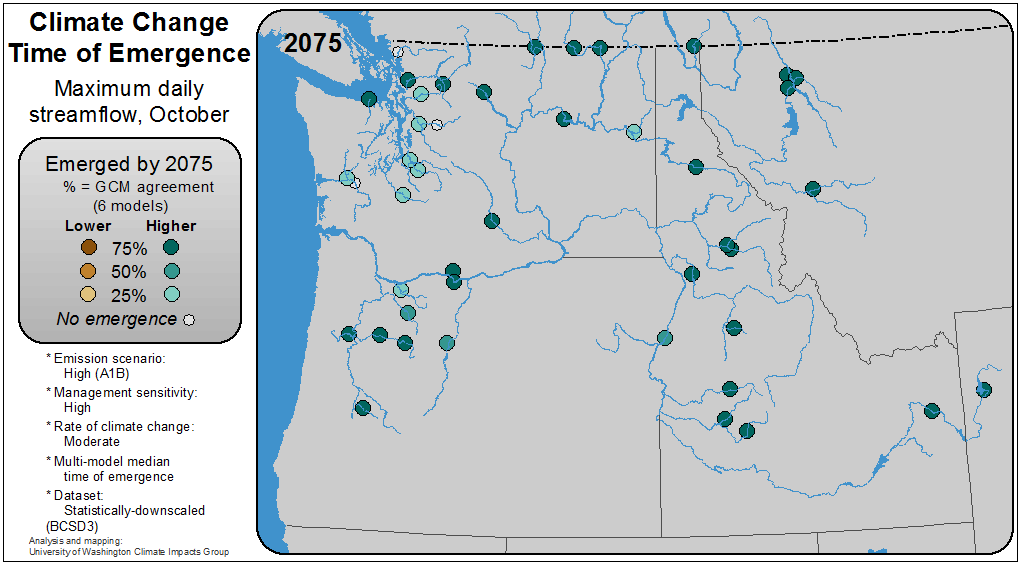 Climate Change
Time of Emergence
Maximum daily
streamflow, October
Emerged by 2075
% = GCM agreement
(6 models)
Lower Higher
75%
50%
25%
No emergence
* Emission scenario:
High (A1B)
* Management sensitivity:
High
* Rate of climate change:
Moderate
* Multi-model median
time of emergence
* Dataset:
Statistically-downscaled
(BCSD3)
Analysis and mapping:
University of Washington Climate Impacts Group
2075